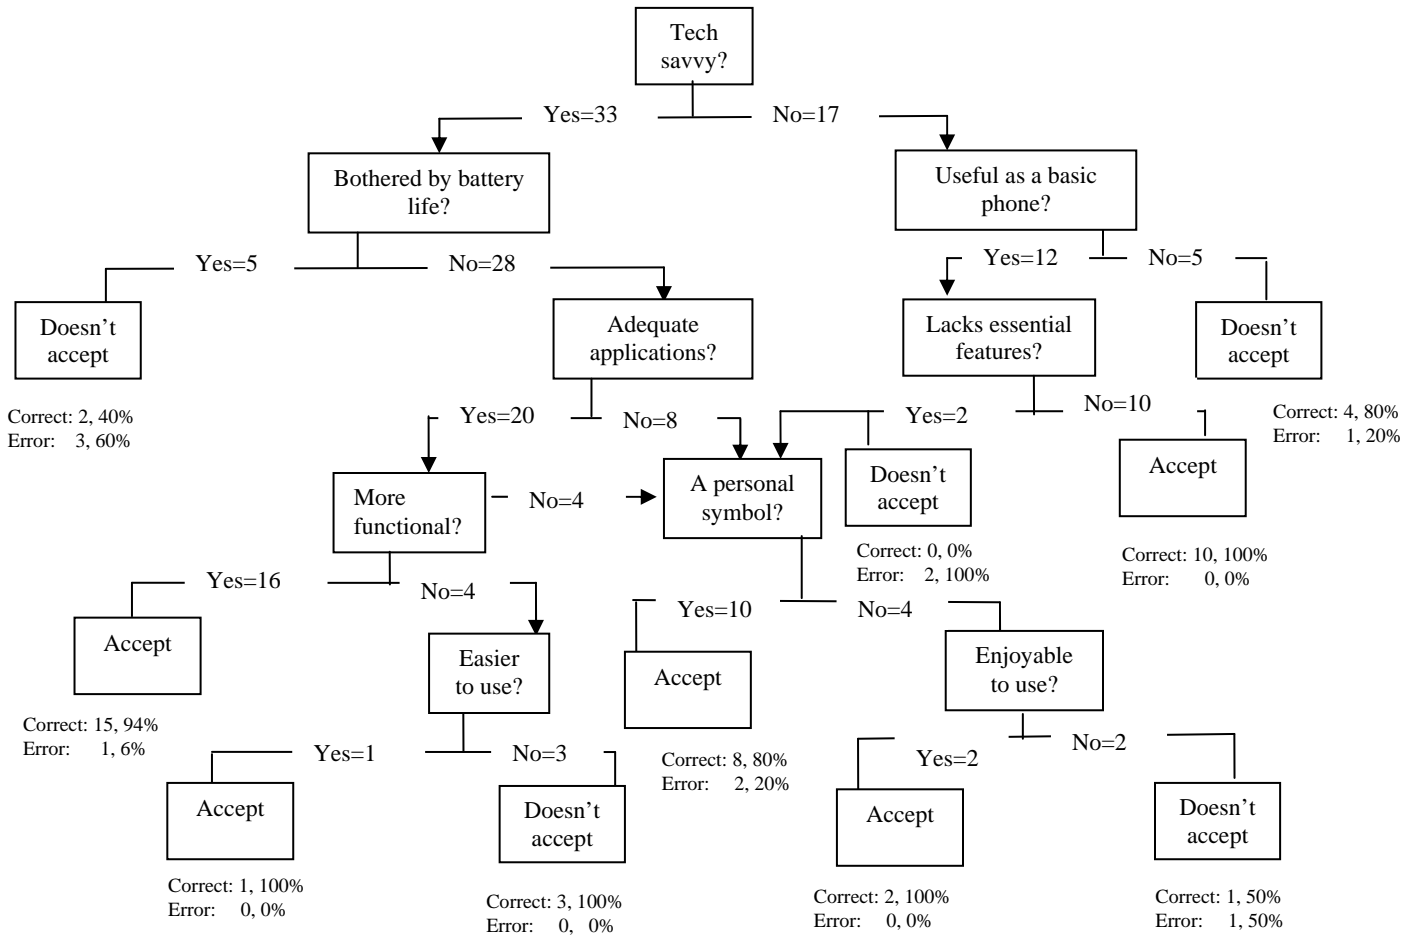 Tech
savvy?
Yes=33
No=17
Bothered by battery
life?
Useful as a basic
phone?
Yes=5
No=28
Yes=12
No=5
Doesn't
accept
Adequate
applications?
Lacks essential
features?
Doesn't
accept
Correct: 2, 40%
Error: 3, 60%
Yes=20
No=8
Yes=2
No=10
Correct: 4, 80%
Error: 1, 20%
More
functional?
No=4
A personal
symbol?
Doesn't
accept
Accept
Correct: 0, 0%
Error: 2, 100%
Correct: 10, 100%
Error: 0, 0%
Yes=16
No=4
Yes=10
No=4
Accept
Easier
to use?
Accept
Enjoyable
to use?
Correct: 15, 94%
Error: 1, 6%
Yes=1
No=3
Correct: 8, 80%
Error: 2, 20%
Yes=2
No=2
Accept
Doesn't
accept
Accept
Doesn't
accept
Correct: 1, 100%
Error: 0, 0%
Correct: 3, 100%
Error: 0, 0%
Correct: 2, 100%
Error: 0, 0%
Correct: 1, 50%
Error: 1, 50%